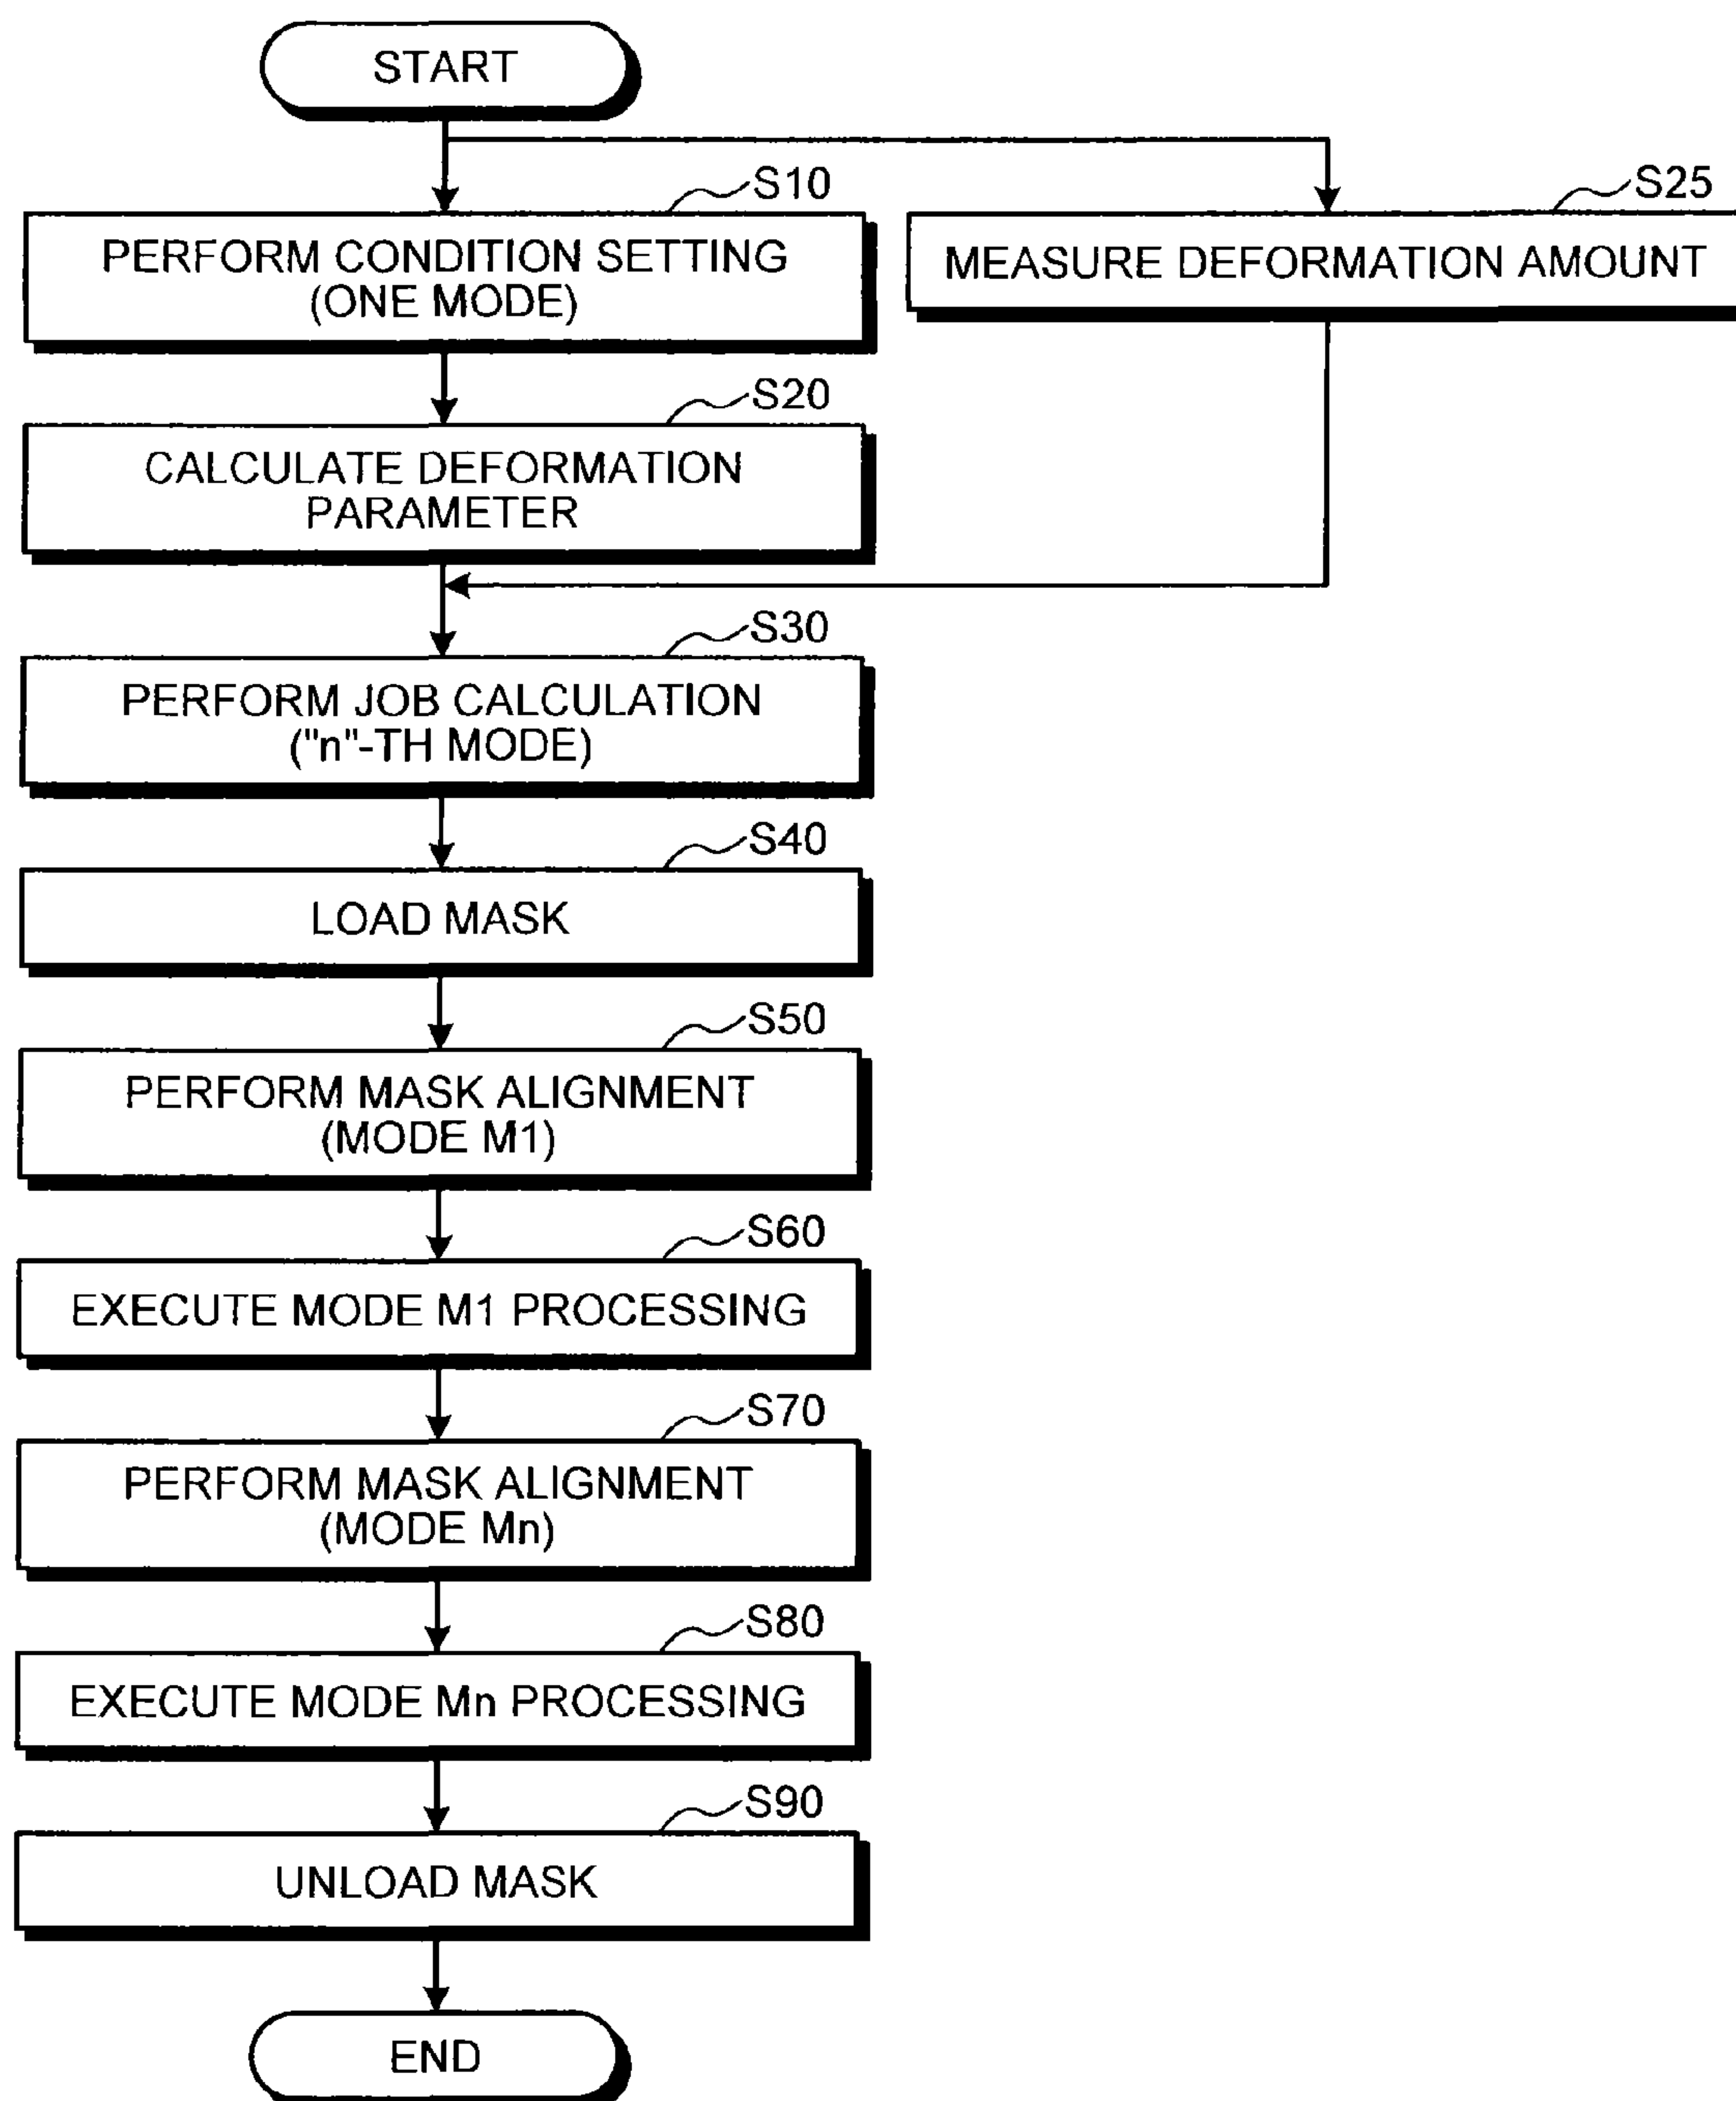 START
S10
PERFORM CONDITION SETTING
(ONE MODE)
S25
MEASURE DEFORMATION AMOUNT
S20
CALCULATE DEFORMATION
PARAMETER
S30
PERFORM JOB CALCULATION
("n"-TH MODE)
S40
LOAD MASK
S50
PERFORM MASK ALIGNMENT
(MODE M1)
S60
EXECUTE MODE M1 PROCESSING
S70
PERFORM MASK ALIGNMENT
(MODE Mn)
S80
EXECUTE MODE Mn PROCESSING
S90
UNLOAD MASK
END